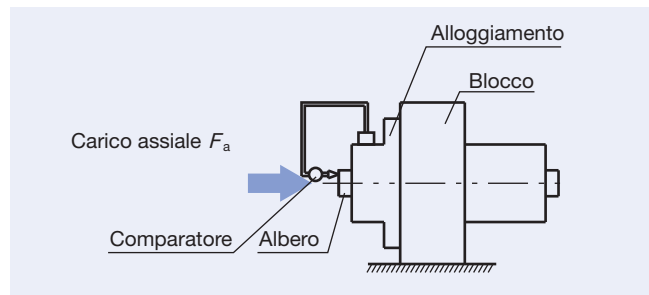 Alloggiamento
Blocco
Carico assiale Fa
Comparatore
Albero